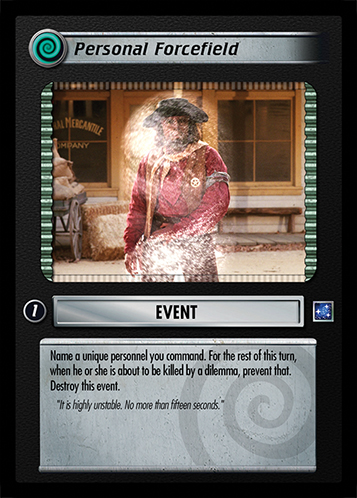 Personal Forcefield
MERCANTILE
1
EVENT
Name a unique personnel you command. For the rest of this turn,
when he or she is about to be killed by a dilemma, prevent that.
Destroy this event.
"It is highly unstable. No more than fifteen seconds."